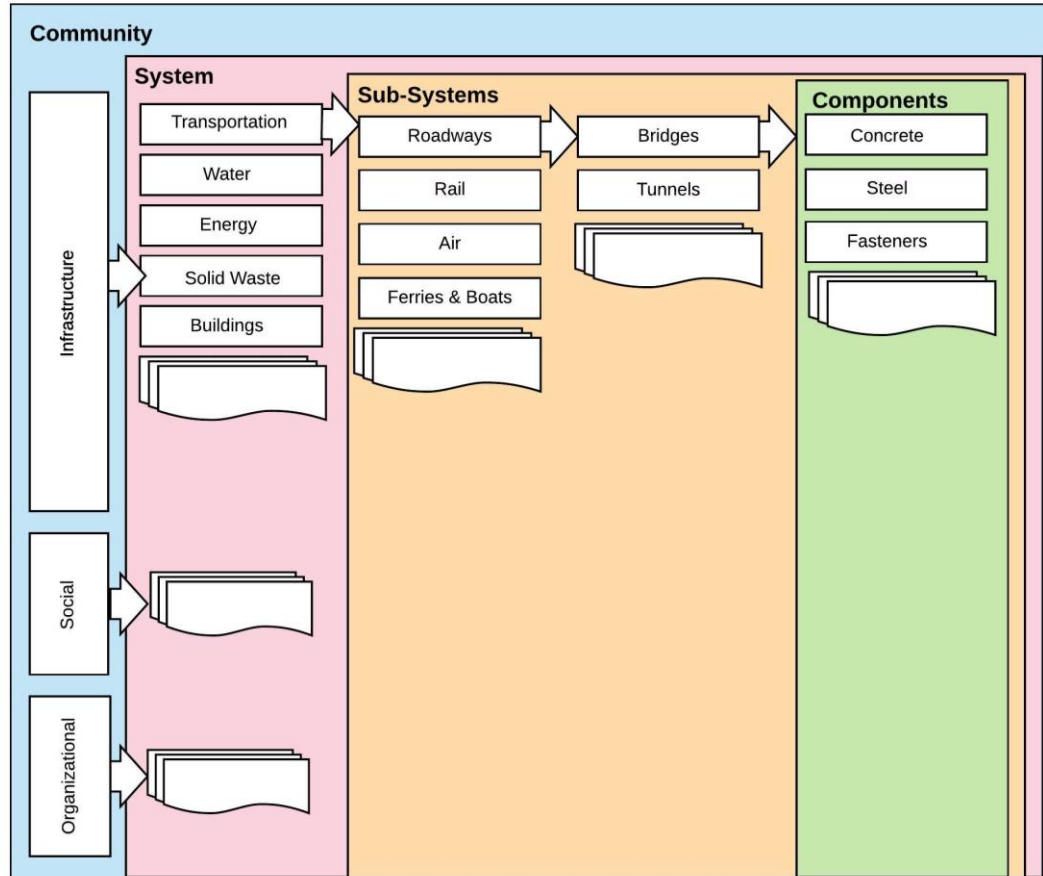 Community
System
Sub-Systems
Components
Infrastructure
Transportation
Water
Energy
Solid Waste
Buildings
Roadways
Rail
Air
Ferries & Boats
Bridges
Tunnels
Concrete
Steel
Fasteners
Social
Organizational